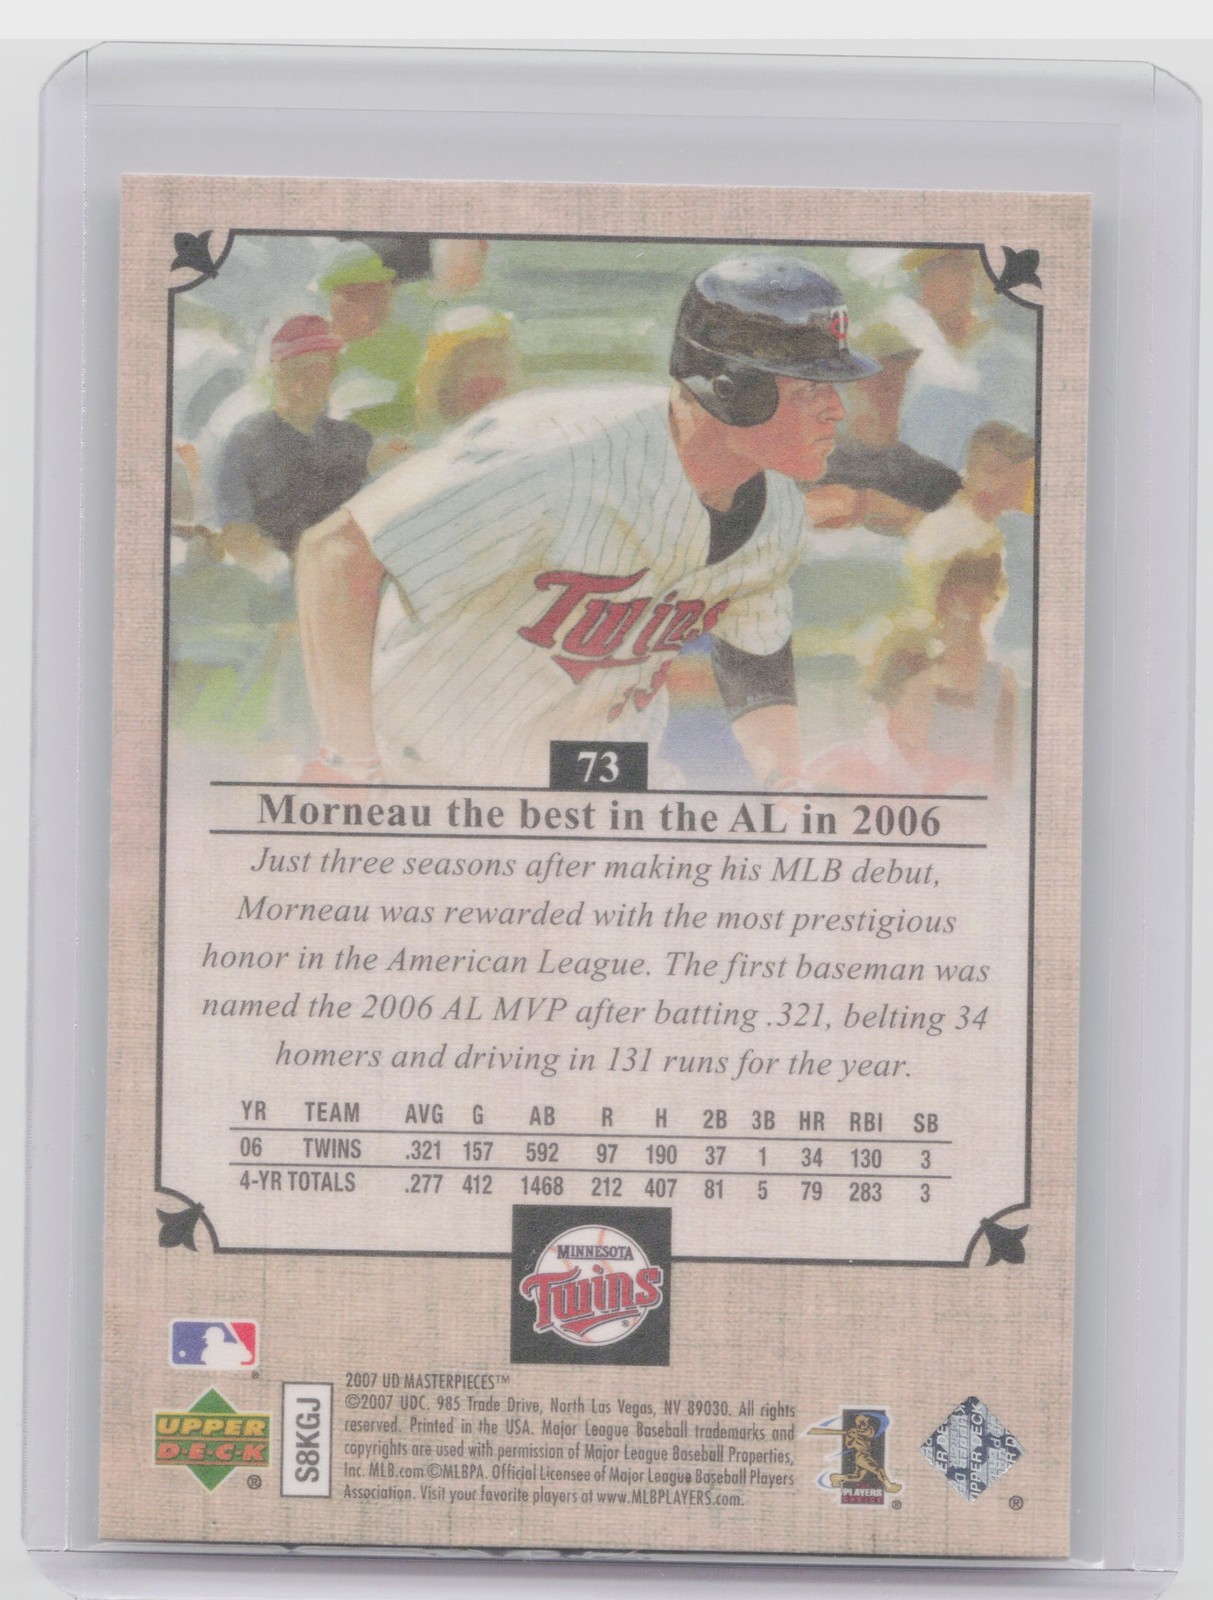 T
Twins
73
Morneau the best in the AL in 2006
Just three seasons after making his MLB debut,
Morneau was rewarded with the most prestigious
honor in the American League. The first baseman was
named the 2006 AL MVP after batting .321, belting 34
homers and driving in 131 runs for the year.
YR TEAM AVG G AB R H 2B 3B HR RBI SB
06 TWINS .321 157 592 97 190 37 1 34 130 3
4-YR TOTALS .277 412 1468 212 407 81 5 79 283 3
MINNESOTA
Twins
®
®
UPPER
D·E·C·K
®
S8KGJ
2007 UD MASTERPIECES™
©2007 UDC. 985 Trade Drive, North Las Vegas, NV 89030. All rights
reserved. Printed in the USA. Major League Baseball trademarks and
copyrights are used with permission of Major League Baseball Properties,
Inc. MLB.com ©MLBPA. Official Licensee of Major League Baseball Players
Association. Visit your favorite players at www.MLBPLAYERS.com.
PLAYERS
CHOICE
®
UPPER DECK
®